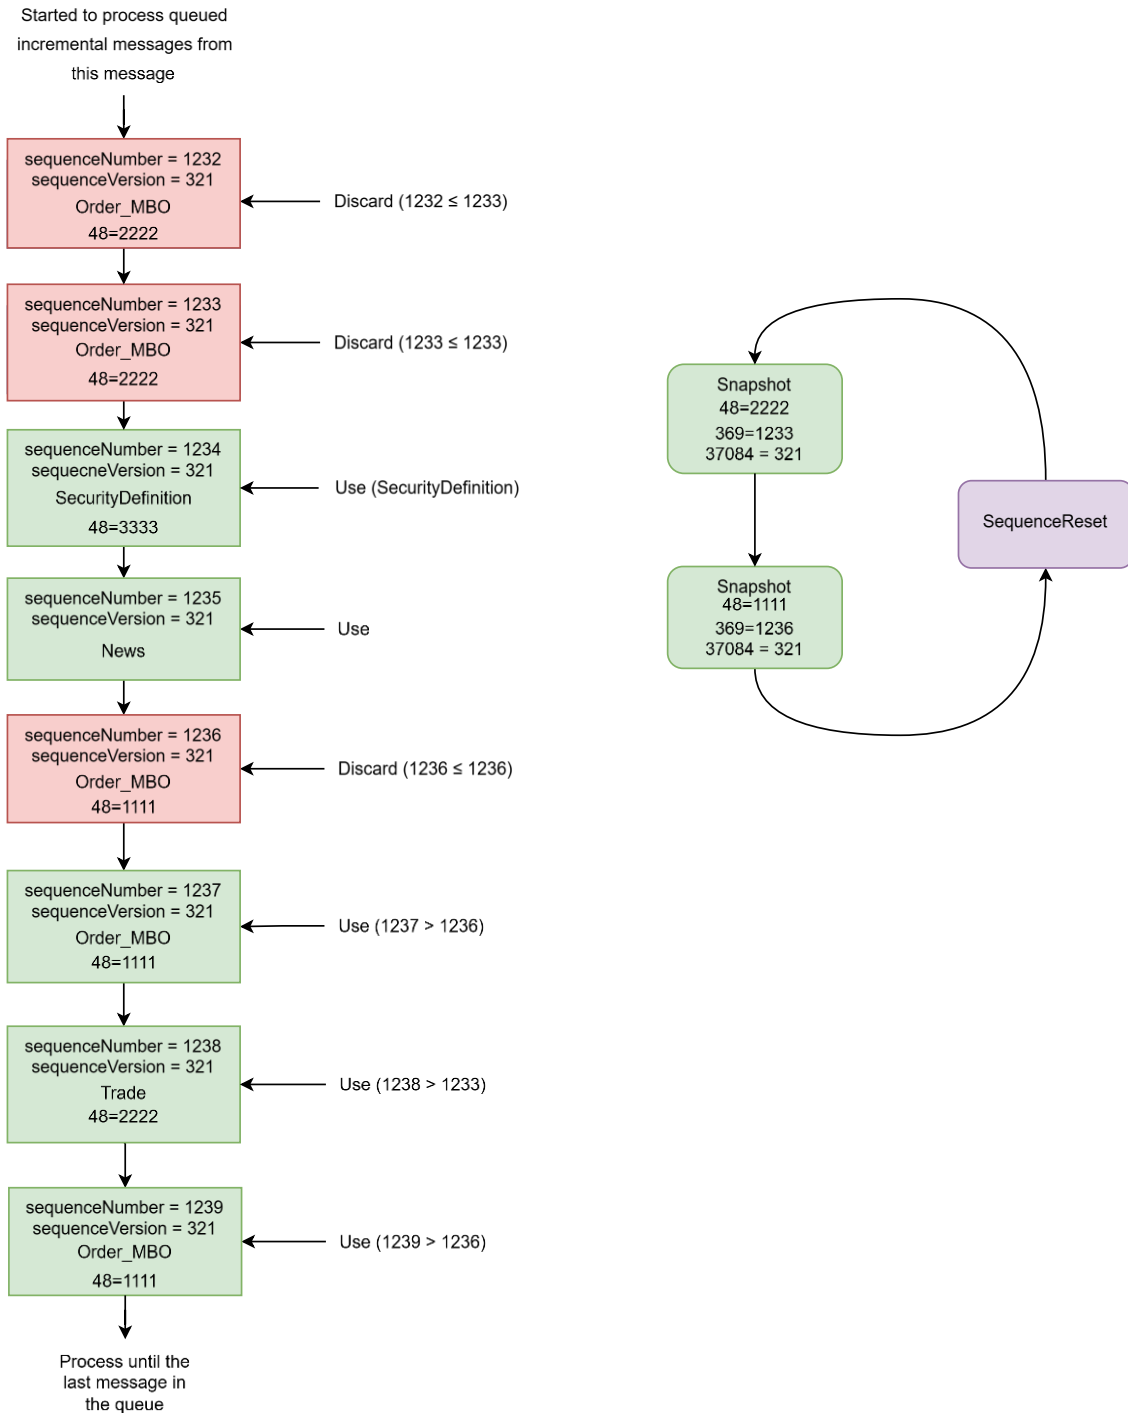 Started to process queued
incremental messages from
this message
sequenceNumber = 1232
sequenceVersion = 321
Order_MBO
48=2222
Discard (1232 ≤ 1233)
sequenceNumber = 1233
sequenceVersion = 321
Order_MBO
48=2222
Discard (1233 ≤ 1233)
sequenceNumber = 1234
sequecneVersion = 321
SecurityDefinition
48=3333
Use (SecurityDefinition)
sequenceNumber = 1235
sequenceVersion = 321
News
Use
sequenceNumber = 1236
sequenceVersion = 321
Order_MBO
48=1111
Discard (1236 ≤ 1236)
sequenceNumber = 1237
sequenceVersion = 321
Order_MBO
48=1111
Use (1237 > 1236)
sequenceNumber = 1238
sequenceVersion = 321
Trade
48=2222
Use (1238 > 1233)
sequenceNumber = 1239
sequenceVersion = 321
Order_MBO
48=1111
Use (1239 > 1236)
Process until the
last message in
the queue
Snapshot
48=2222
369=1233
37084 = 321
Snapshot
48=1111
369=1236
37084 = 321
SequenceReset